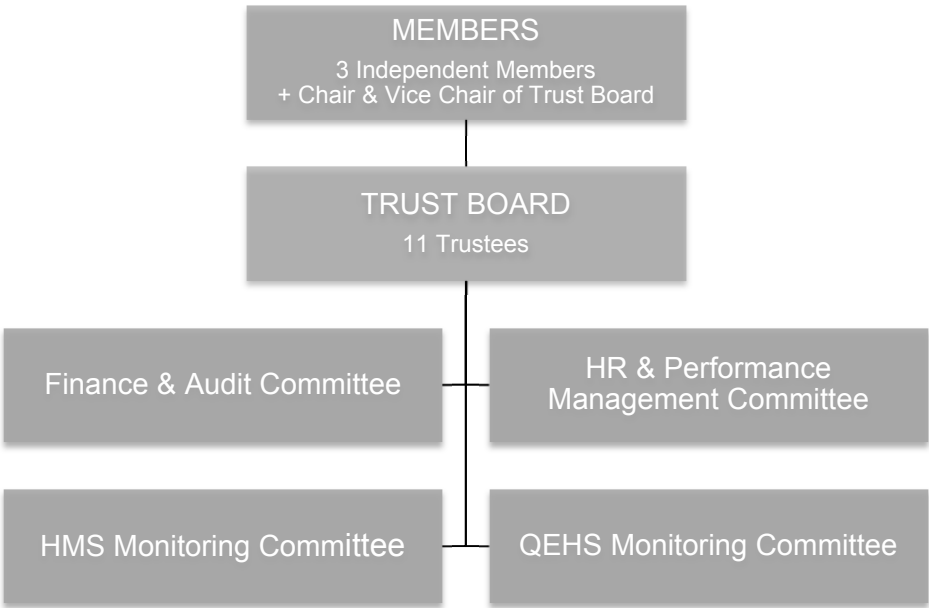 MEMBERS
3 Independent Members
+ Chair & Vice Chair of Trust Board
TRUST BOARD
11 Trustees
Finance & Audit Committee
HR & Performance
Management Committee
HMS Monitoring Committee
QEHS Monitoring Committee